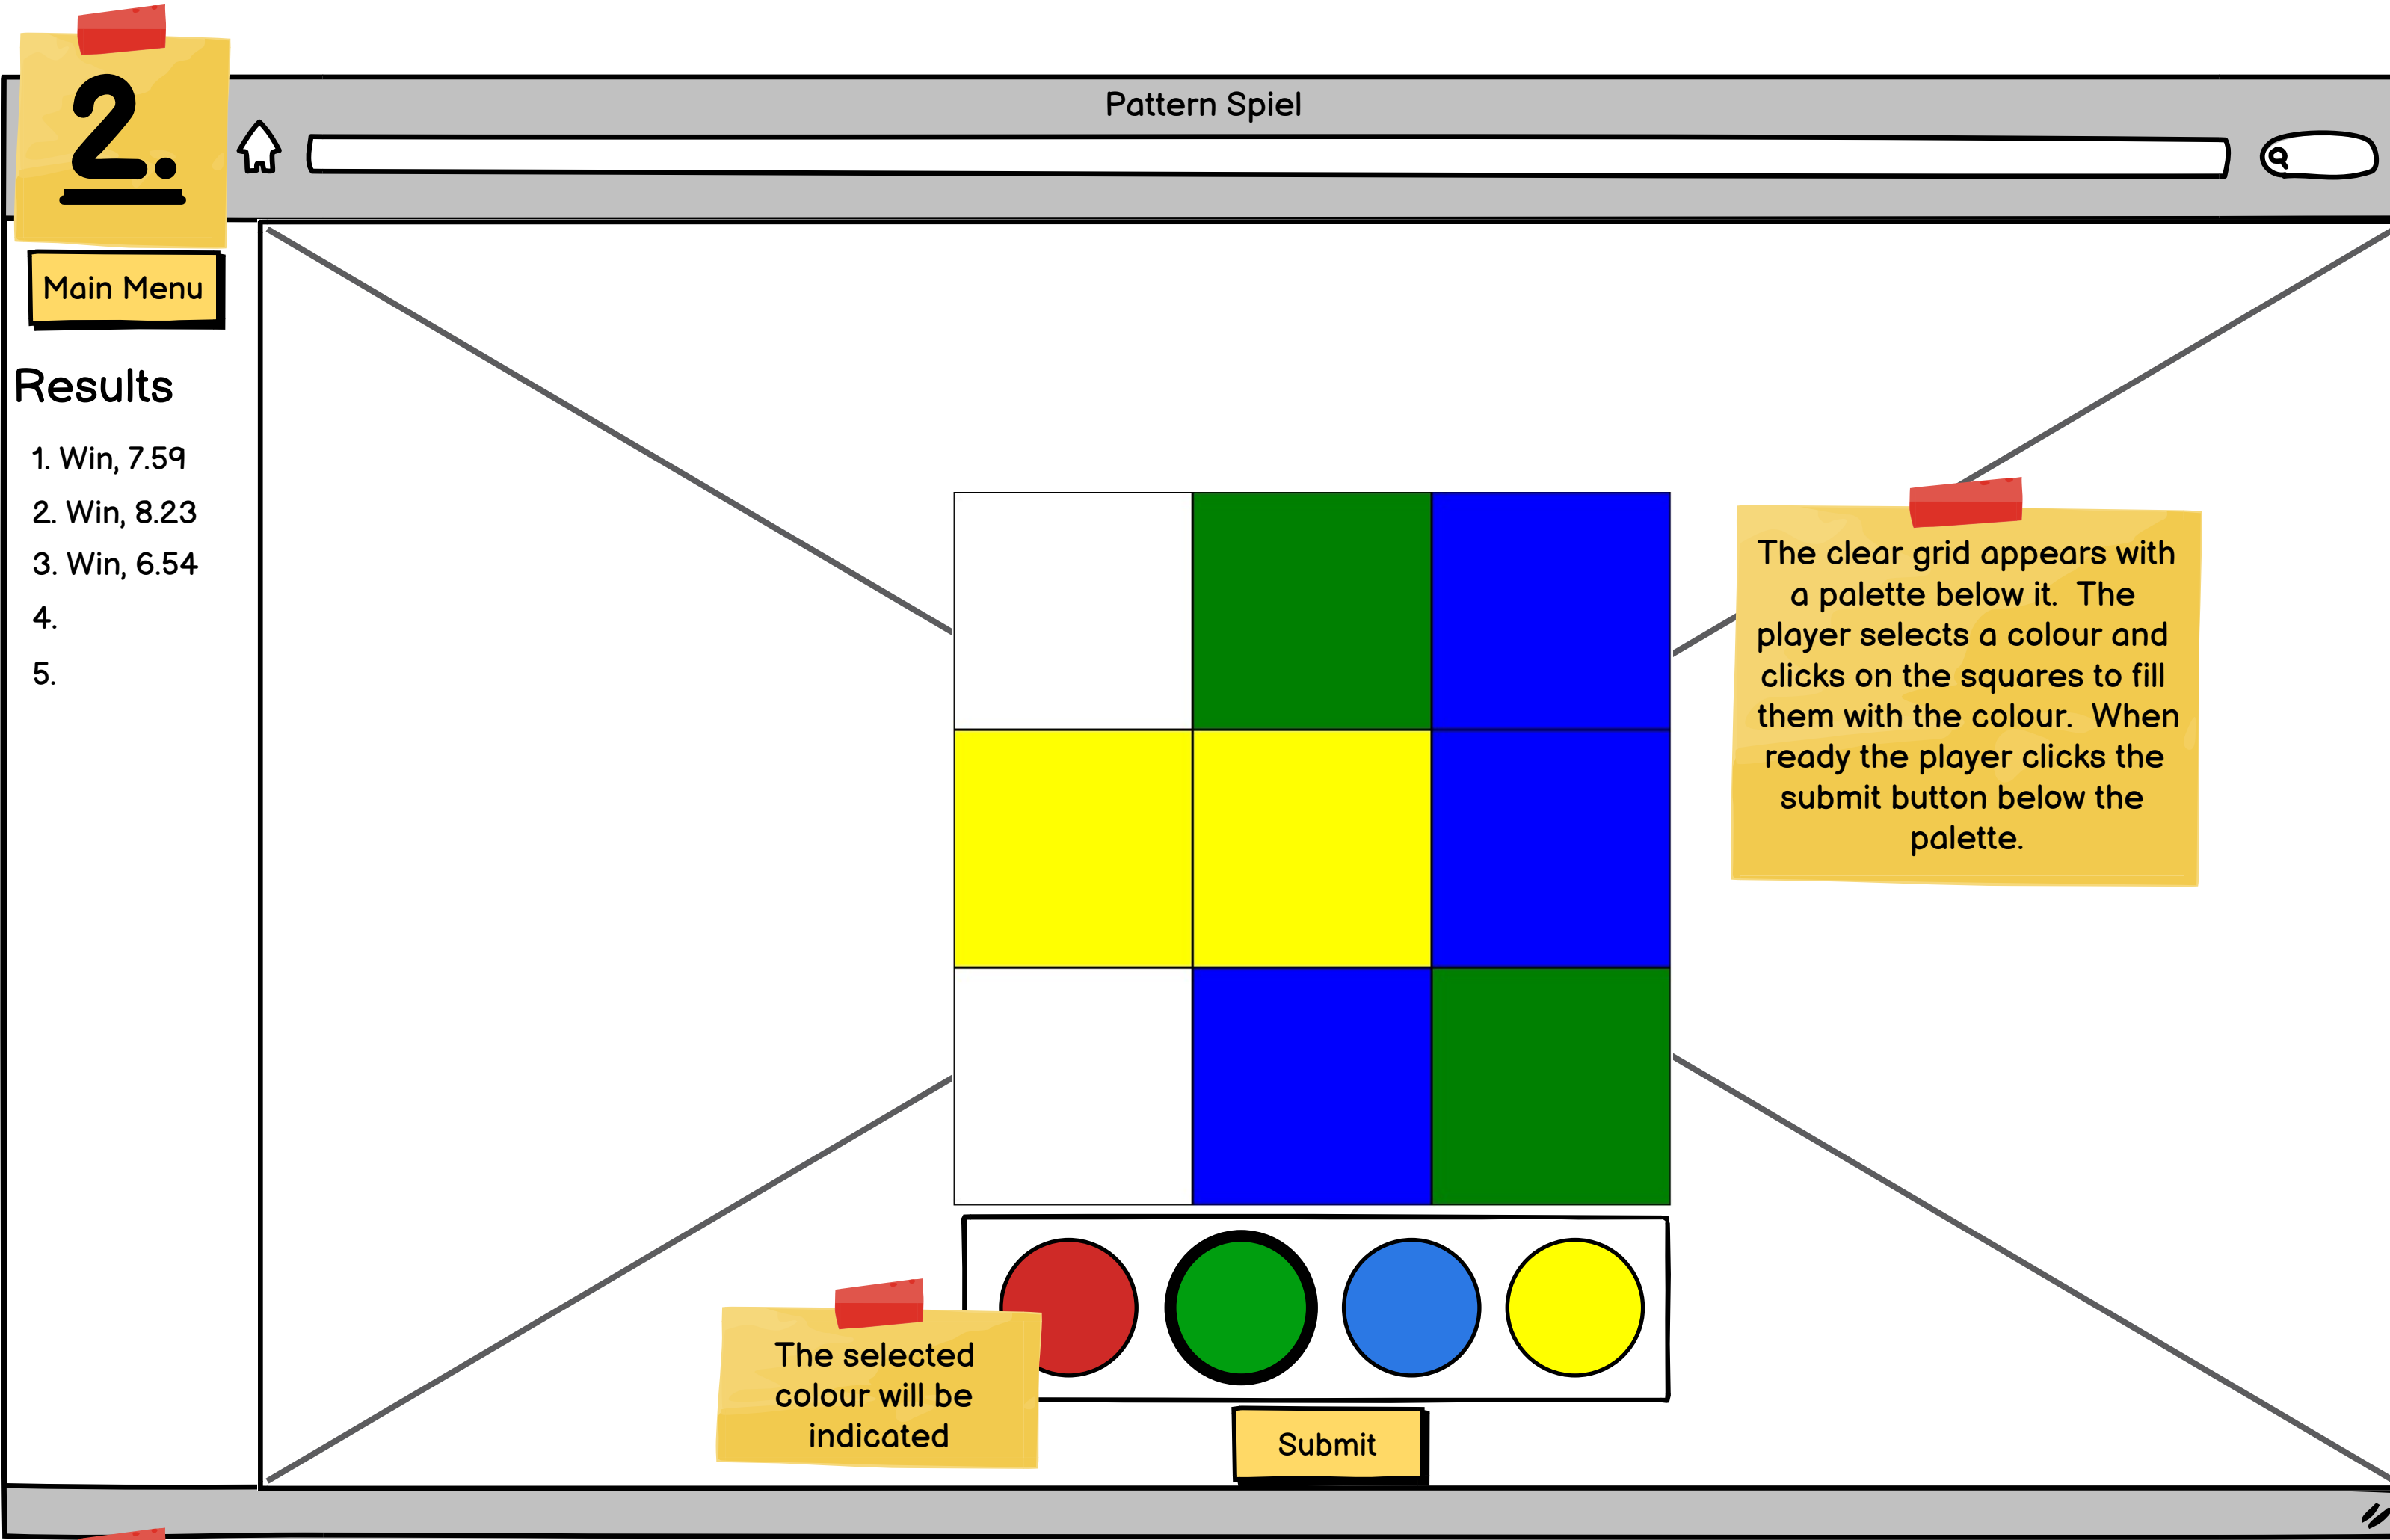 2.
Pattern Spiel
Main Menu
Results
1. Win, 7.59
2. Win, 8.23
3. Win, 6.54
4.
5.
The clear grid appears with
a palette below it. The
player selects a colour and
clicks on the squares to fill
them with the colour. When
ready the player clicks the
submit button below the
palette.
The selected
colour will be
indicated
Submit